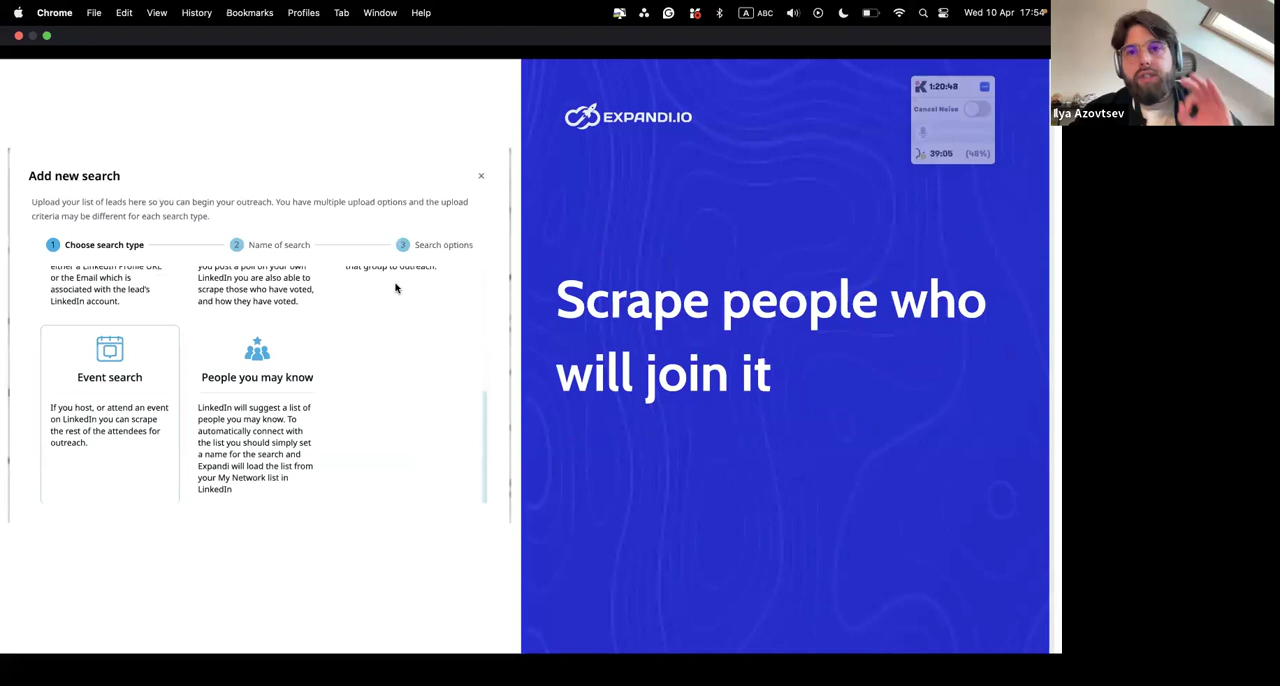 Chrome File Edit View History Bookmarks Profiles Tab Window Help A ABC Wed 10 Apr 17:54
EXPANDI.IO
1:20:48
Cancel Noise
39:05 (48%)
Ilya Azovtsev
Add new search
Upload your list of leads here so you can begin your outreach. You have multiple upload options and the upload
criteria may be different for each search type.
1 Choose search type 2 Name of search 3 Search options
either a LinkedIn Profile URL
or the Email which is
associated with the lead's
LinkedIn account.
you post a poll on your own
LinkedIn you are also able to
scrape those who have voted,
and how they have voted.
that group to outreach.
Event search
If you host, or attend an event
on LinkedIn you can scrape
the rest of the attendees for
outreach.
People you may know
LinkedIn will suggest a list of
people you may know. To
automatically connect with
the list you should simply set
a name for the search and
Expandi will load the list from
your My Network list in
LinkedIn
Scrape people who
will join it